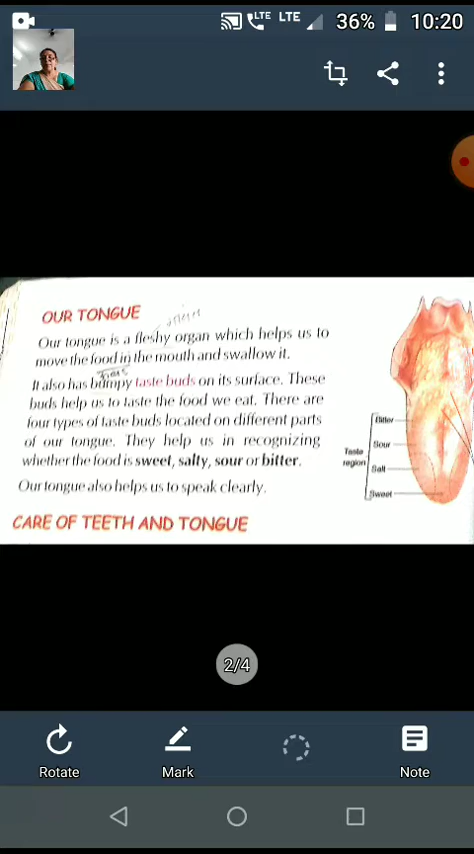 LTE LTE 36% 10:20
OUR TONGUE
Our tongue is a fleshy organ which helps us to
move the food in the mouth and swallow it.
It also has bumpy taste buds on its surface. These
buds help us to taste the food we eat. There are
four types of taste buds located on different parts
of our tongue. They help us in recognizing
whether the food is sweet, salty, sour or bitter.
Our tongue also helps us to speak clearly.
CARE OF TEETH AND TONGUE
Bitter
Sour
Taste
region
Salt
Sweet
2/4
Rotate Mark Note